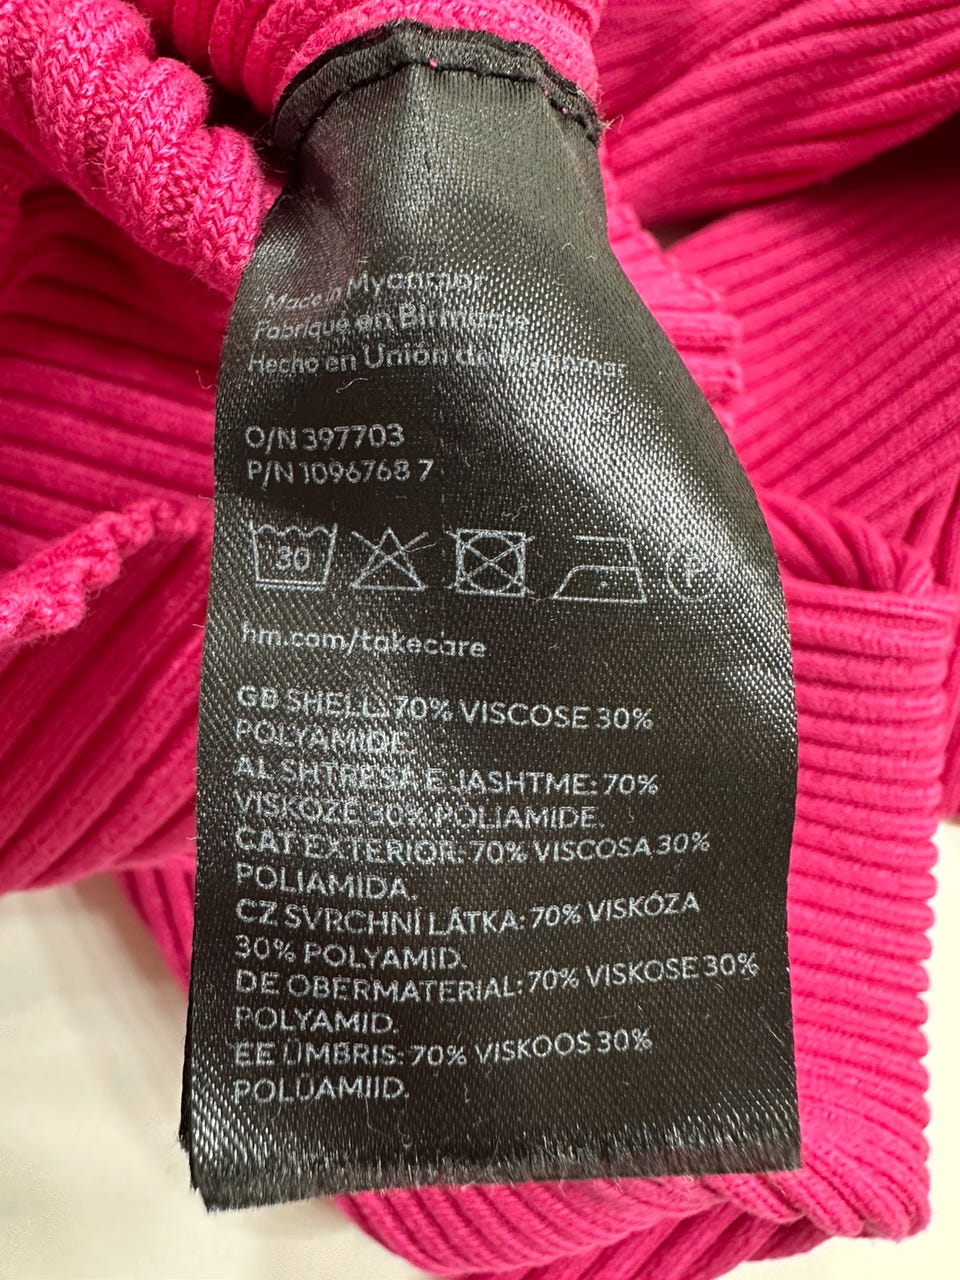 Made in Myanmar
Fabriqué en Birmanie
Hecho en Unión de Myanmar
O/N 397703
P/N 1096768 7
30
P
hm.com/takecare
GB SHELL: 70% VISCOSE 30%
POLYAMIDE.
AL SHTRESA E JASHTME: 70%
VISKOZË 30% POLIAMIDE.
CAT EXTERIOR: 70% VISCOSA 30%
POLIAMIDA.
CZ SVRCHNÍ LÁTKA: 70% VISKÓZA
30% POLYAMID.
DE OBERMATERIAL: 70% VISKOSE 30%
POLYAMID.
EE ÜMBRIS: 70% VISKOOS 30%
POLÜAMIID.